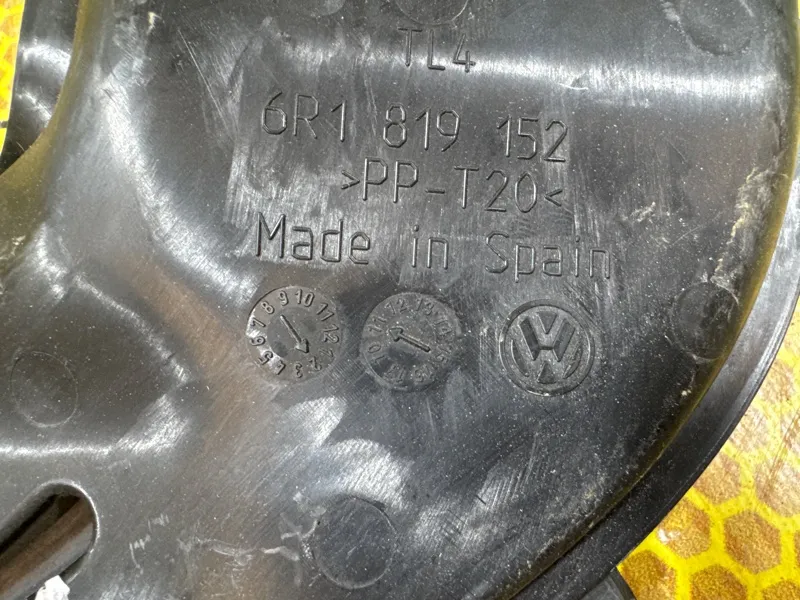 TL4
6R1 819 152
>PP-T20<
Made in Spain